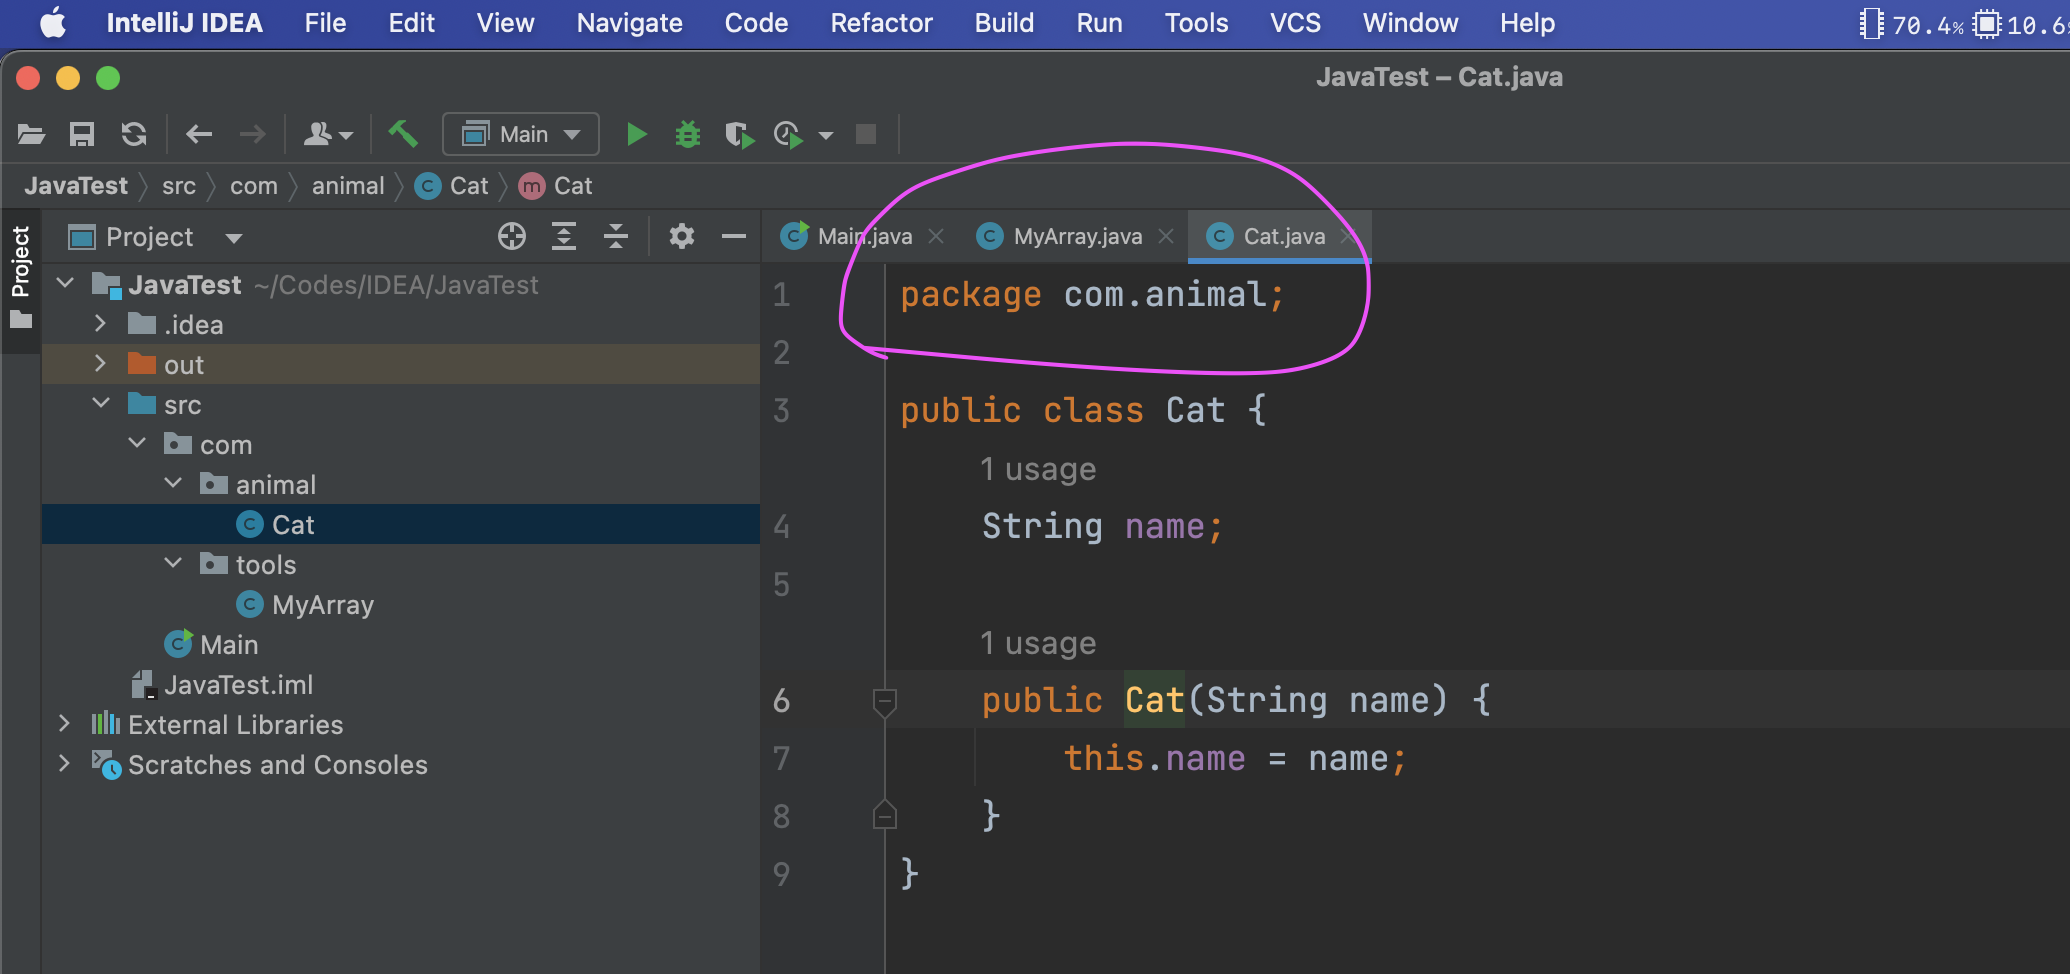 IntelliJ IDEA File Edit View Navigate Code Refactor Build Run Tools VCS Window Help 70.4% 10.6%
JavaTest – Cat.java
Main
JavaTest src com animal Cat m Cat
Project
Project
Main.java MyArray.java Cat.java
JavaTest ~/Codes/IDEA/JavaTest
.idea
out
src
com
animal
Cat
tools
MyArray
Main
JavaTest.iml
External Libraries
Scratches and Consoles
1 package com.animal;
2
3 public class Cat {
1 usage
4 String name;
5
1 usage
6 public Cat(String name) {
7 this.name = name;
8 }
9 }